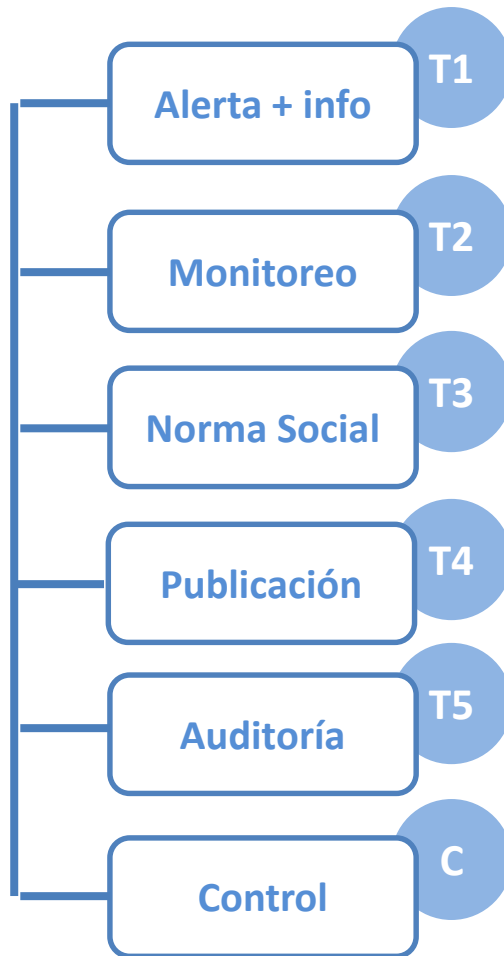 Alerta + info
T1
Monitoreo
T2
Norma Social
T3
Publicación
T4
Auditoría
T5
Control
C